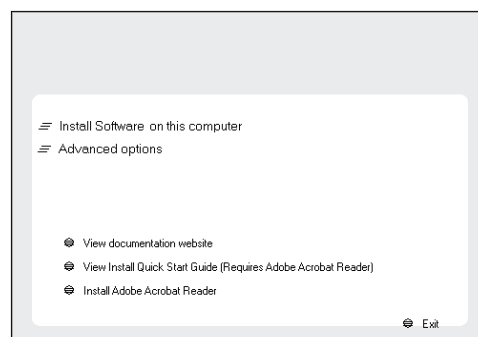 Install Software on this computer
Advanced options
View documentation website
View Install Quick Start Guide (Requires Adobe Acrobat Reader)
Install Adobe Acrobat Reader
Exit